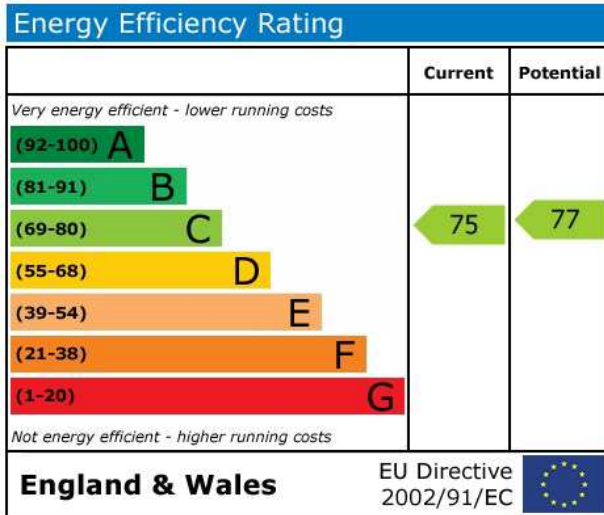 Energy Efficiency Rating
Current Potential
Very energy efficient - lower running costs
(92-100) A
(81-91) B
(69-80) C
75 77
(55-68) D
(39-54) E
(21-38) F
(1-20) G
Not energy efficient - higher running costs
England & Wales
EU Directive
2002/91/EC